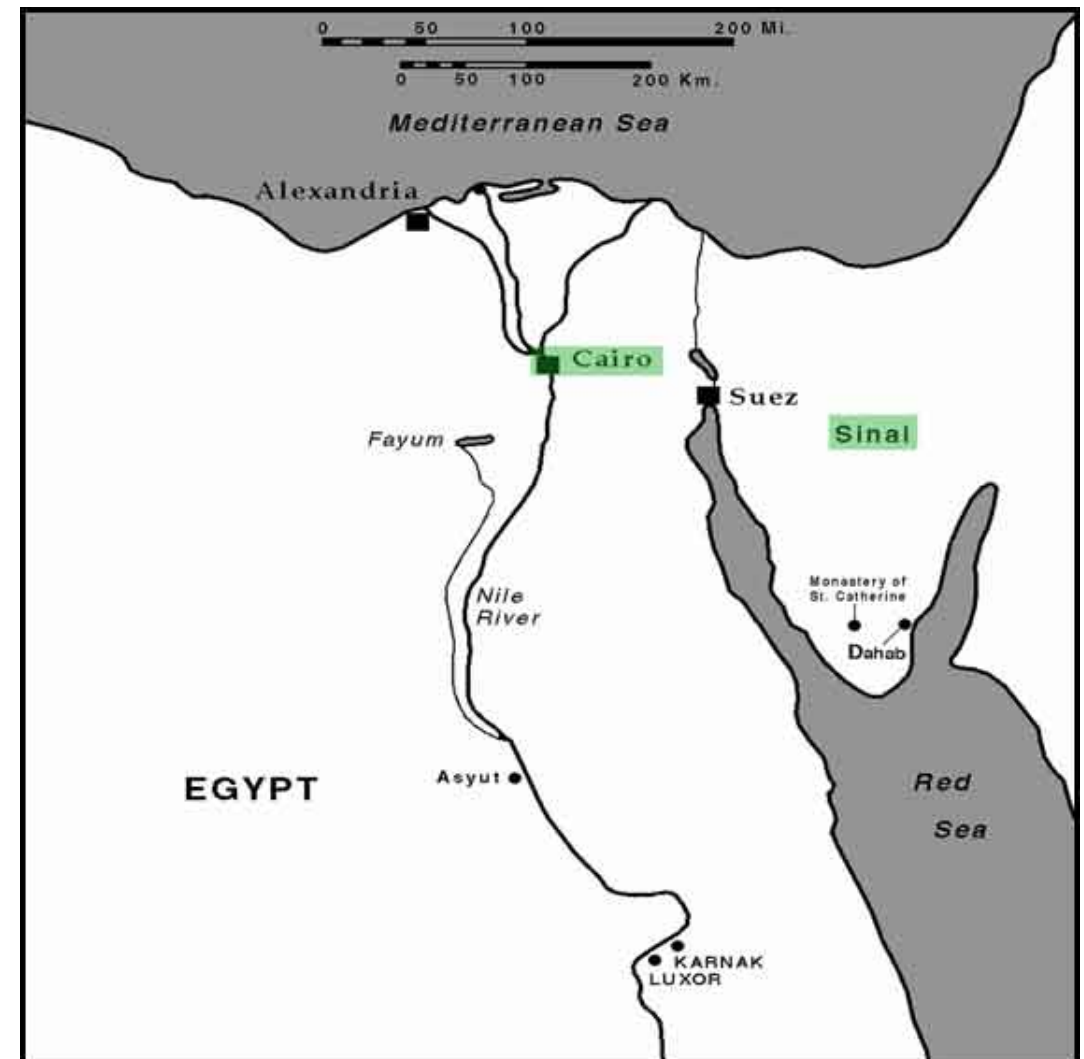 0 50 100 200 Mi.
0 50 100 200 Km.
Mediterranean Sea
Alexandria
Cairo
Suez
Sinai
Fayum
Nile
River
Monastery of
St. Catherine
Dahab
Asyut
EGYPT
Red
Sea
KARNAK
LUXOR